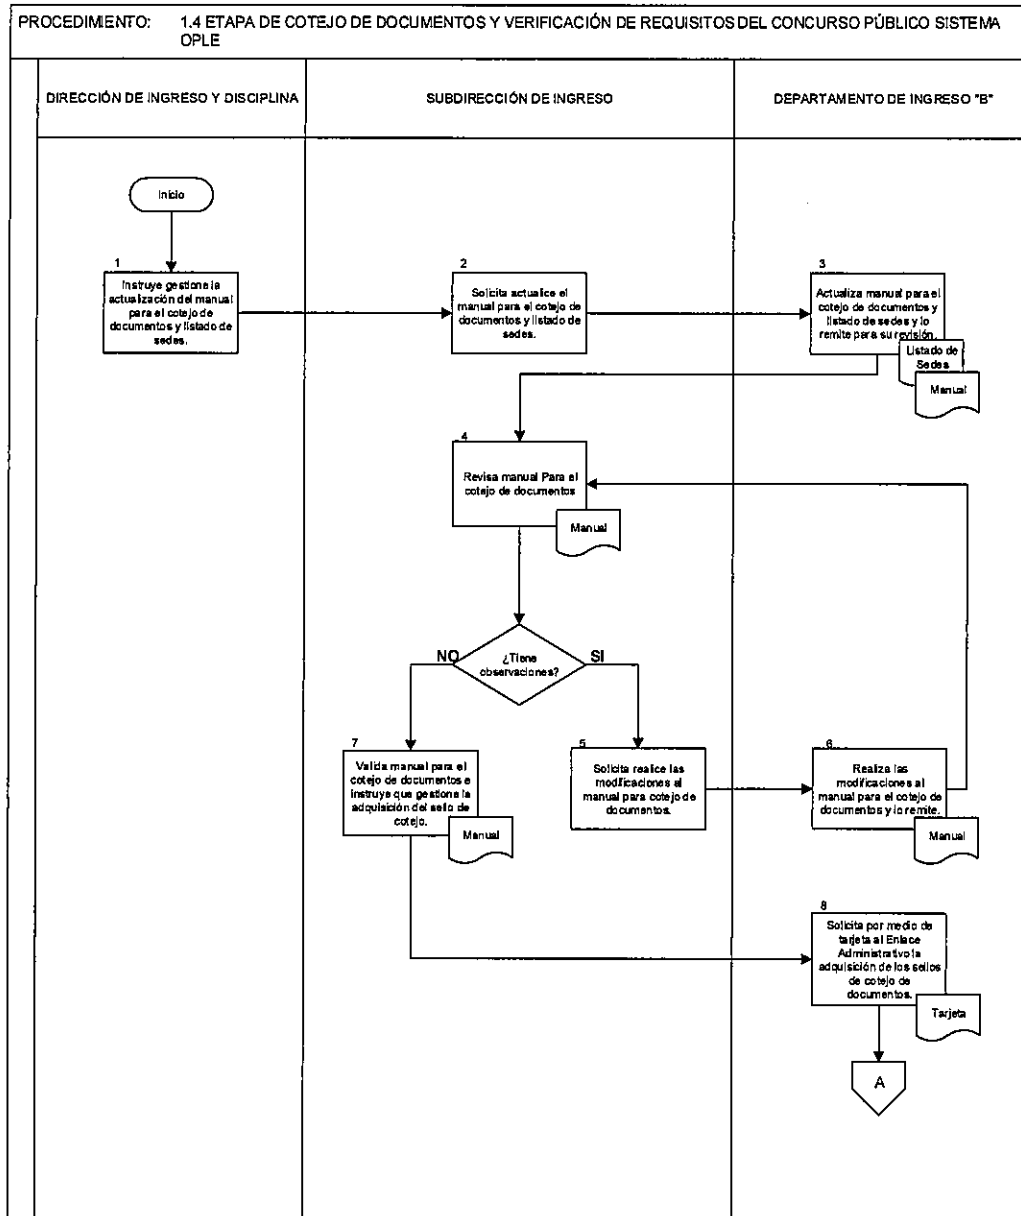 PROCEDIMIENTO: 1.4 ETAPA DE COTEJO DE DOCUMENTOS Y VERIFICACIÓN DE REQUISITOS DEL CONCURSO PÚBLICO SISTEMA
OPLE
DIRECCIÓN DE INGRESO Y DISCIPLINA
SUBDIRECCIÓN DE INGRESO
DEPARTAMENTO DE INGRESO "B"
Inicio
1
Instruye gestione la
actualización del manual
para el cotejo de
documentos y listado de
sedes.
2
Solicita actualice el
manual para el cotejo de
documentos y listado de
sedes.
3
Actualiza manual para el
cotejo de documentos y
listado de sedes y lo
remite para su revisión.
Listado de
Sedes
Manual
4
Revisa manual Para el
cotejo de documentos
Manual
¿Tiene
observaciones?
NO
SI
7
Valida manual para el
cotejo de documentos e
instruye que gestione la
adquisición del sello de
cotejo.
Manual
5
Solicita realice las
modificaciones al
manual para cotejo de
documentos.
6
Realiza las
modificaciones al
manual para el cotejo de
documentos y lo remite.
Manual
8
Solicita por medio de
tarjeta al Enlace
Administrativo la
adquisición de los sellos
de cotejo de
documentos.
Tarjeta
A